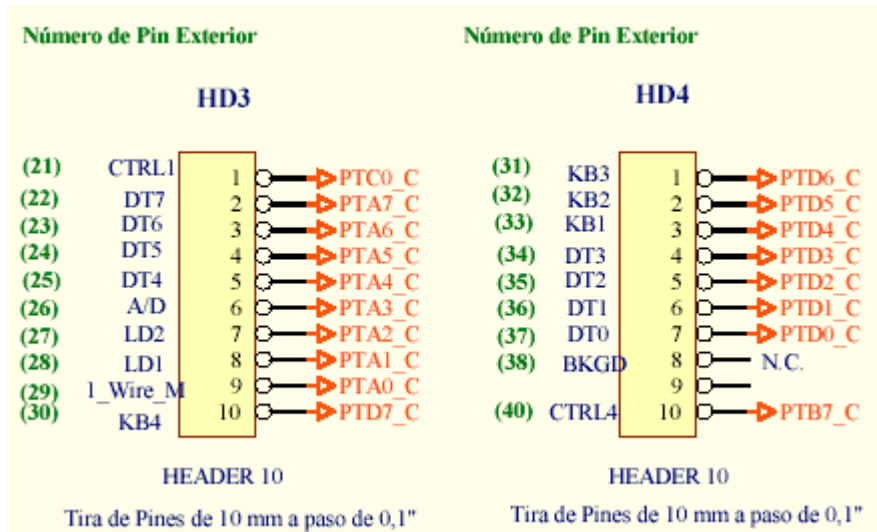 Número de Pin Exterior
HD3
(21) CTRL1 1 PTC0_C
(22) DT7 2 PTA7_C
(23) DT6 3 PTA6_C
(24) DT5 4 PTA5_C
(25) DT4 5 PTA4_C
(26) A/D 6 PTA3_C
(27) LD2 7 PTA2_C
(28) LD1 8 PTA1_C
(29) 1_Wire_M 9 PTA0_C
(30) KB4 10 PTD7_C
HEADER 10
Tira de Pines de 10 mm a paso de 0,1"
Número de Pin Exterior
HD4
(31) KB3 1 PTD6_C
(32) KB2 2 PTD5_C
(33) KB1 3 PTD4_C
(34) DT3 4 PTD3_C
(35) DT2 5 PTD2_C
(36) DT1 6 PTD1_C
(37) DT0 7 PTD0_C
(38) BKGD 8 N.C.
9
(40) CTRL4 10 PTB7_C
HEADER 10
Tira de Pines de 10 mm a paso de 0,1"